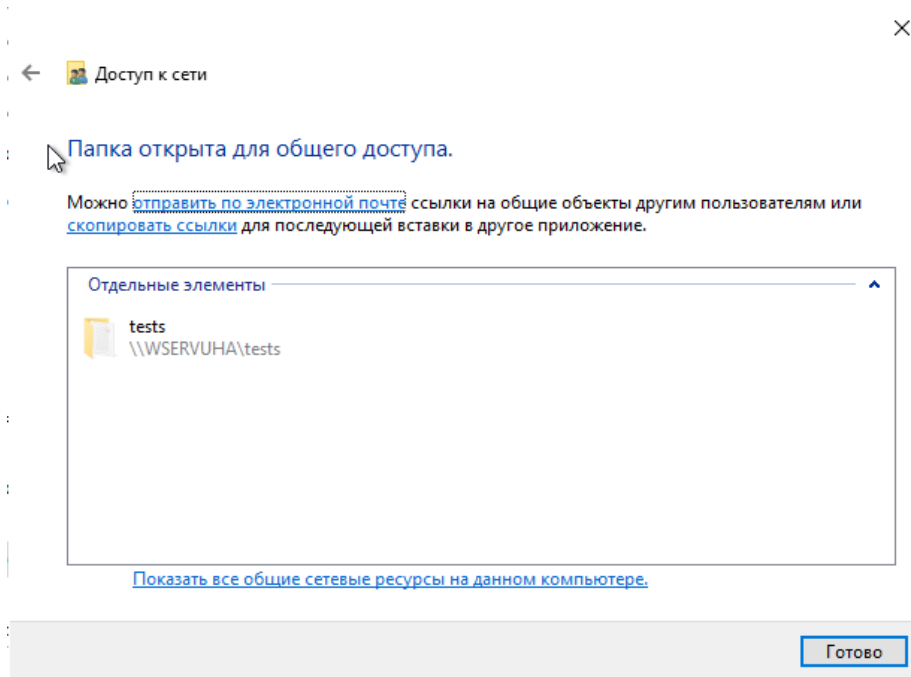 Доступ к сети
Папка открыта для общего доступа.
Можно отправить по электронной почте ссылки на общие объекты другим пользователям или
скопировать ссылки для последующей вставки в другое приложение.
Отдельные элементы
tests
\\WSERVUHA\tests
Показать все общие сетевые ресурсы на данном компьютере.
Готово